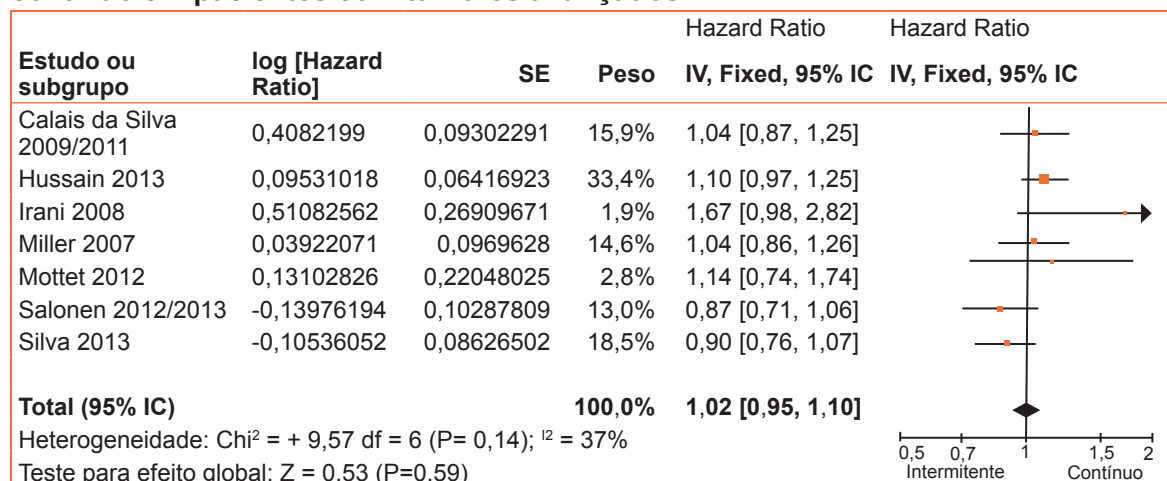 Hazard Ratio Hazard Ratio
Estudo ou subgrupo log [Hazard Ratio] SE Peso IV, Fixed, 95% IC IV, Fixed, 95% IC
Calais da Silva 2009/2011 0,4082199 0,09302291 15,9% 1,04 [0,87, 1,25]
Hussain 2013 0,09531018 0,06416923 33,4% 1,10 [0,97, 1,25]
Irani 2008 0,51082562 0,26909671 1,9% 1,67 [0,98, 2,82]
Miller 2007 0,03922071 0,0969628 14,6% 1,04 [0,86, 1,26]
Mottet 2012 0,13102826 0,22048025 2,8% 1,14 [0,74, 1,74]
Salonen 2012/2013 -0,13976194 0,10287809 13,0% 0,87 [0,71, 1,06]
Silva 2013 -0,10536052 0,08626502 18,5% 0,90 [0,76, 1,07]
Total (95% IC) 100,0% 1,02 [0,95, 1,10]
Heterogeneidade: Chi² = + 9,57 df = 6 (P= 0,14); I² = 37%
Teste para efeito global: Z = 0,53 (P=0,59)
0,5 0,7 1 1,5 2
Intermitente Contínuo